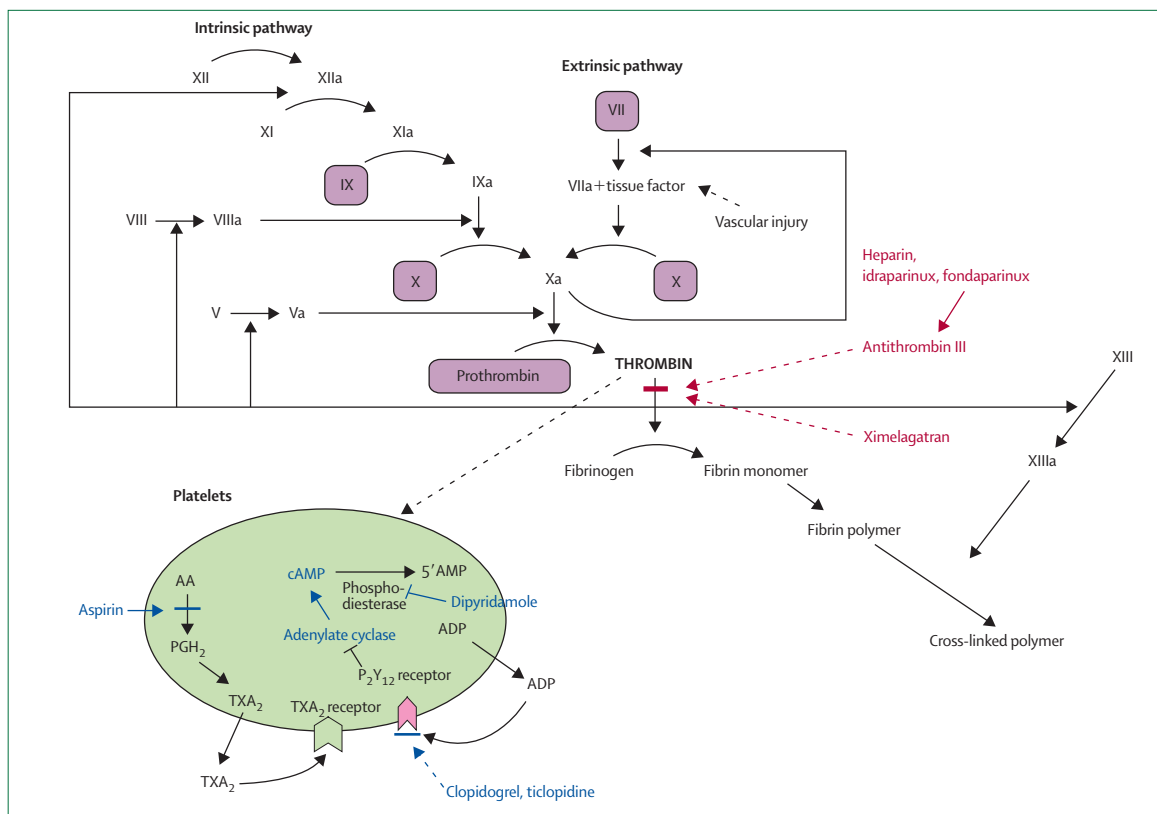 Intrinsic pathway
XII
XIIa
XI
XIa
IX
IXa
VIII
VIIIa
Extrinsic pathway
VII
VIIa+tissue factor
Vascular injury
X
Xa
X
V
Va
Prothrombin
THROMBIN
Heparin,
idraparinux, fondaparinux
Antithrombin III
Ximelagatran
XIII
XIIIa
Fibrinogen
Fibrin monomer
Fibrin polymer
Cross-linked polymer
Platelets
AA
Aspirin
PGH2
TXA2
TXA2
cAMP
5′AMP
Phospho-
diesterase
Dipyridamole
Adenylate cyclase
ADP
P2Y12 receptor
TXA2 receptor
ADP
Clopidogrel, ticlopidine